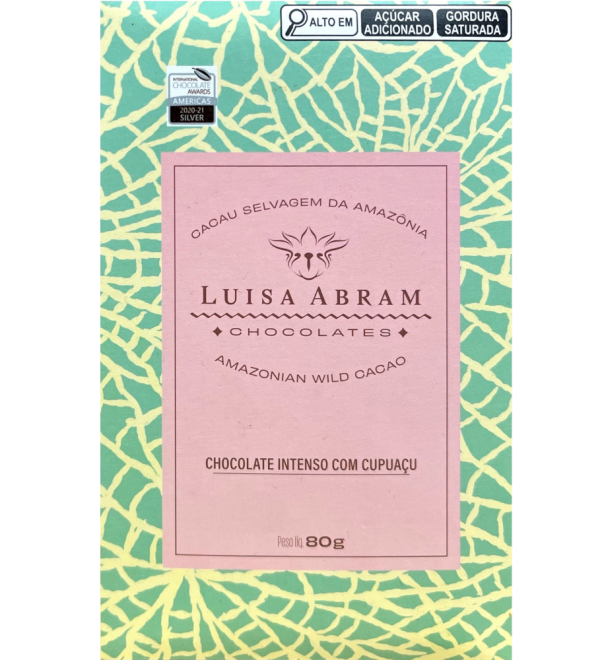 ALTO EM
AÇÚCAR
ADICIONADO
GORDURA
SATURADA
INTERNATIONAL
CHOCOLATE
AWARDS
AMERICAS
2020-21
SILVER
CACAU SELVAGEM DA AMAZÔNIA
LUISA ABRAM
CHOCOLATES
AMAZONIAN WILD CACAO
CHOCOLATE INTENSO COM CUPUAÇU
Peso líq. 80g